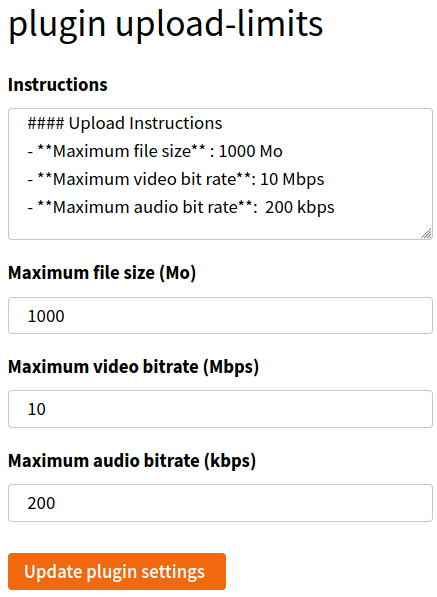 plugin upload-limits
Instructions
#### Upload Instructions
- **Maximum file size** : 1000 Mo
- **Maximum video bit rate**: 10 Mbps
- **Maximum audio bit rate**:  200 kbps
Maximum file size (Mo)
1000
Maximum video bitrate (Mbps)
10
Maximum audio bitrate (kbps)
200
Update plugin settings